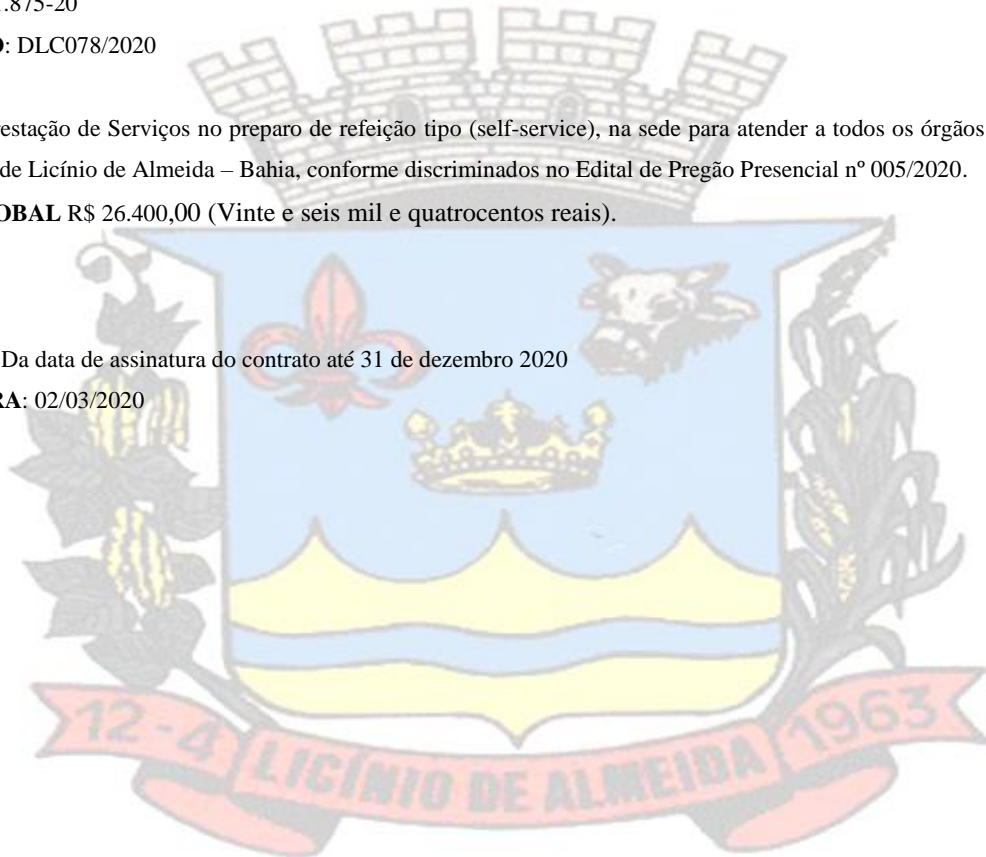 .875-20
O: DLC078/2020
restação de Serviços no preparo de refeição tipo (self-service), na sede para atender a todos os órgãos
de Licínio de Almeida – Bahia, conforme discriminados no Edital de Pregão Presencial nº 005/2020.
OBAL R$ 26.400,00 (Vinte e seis mil e quatrocentos reais).
Da data de assinatura do contrato até 31 de dezembro 2020
RA: 02/03/2020
12-4 LICÍNIO DE ALMEIDA 1963